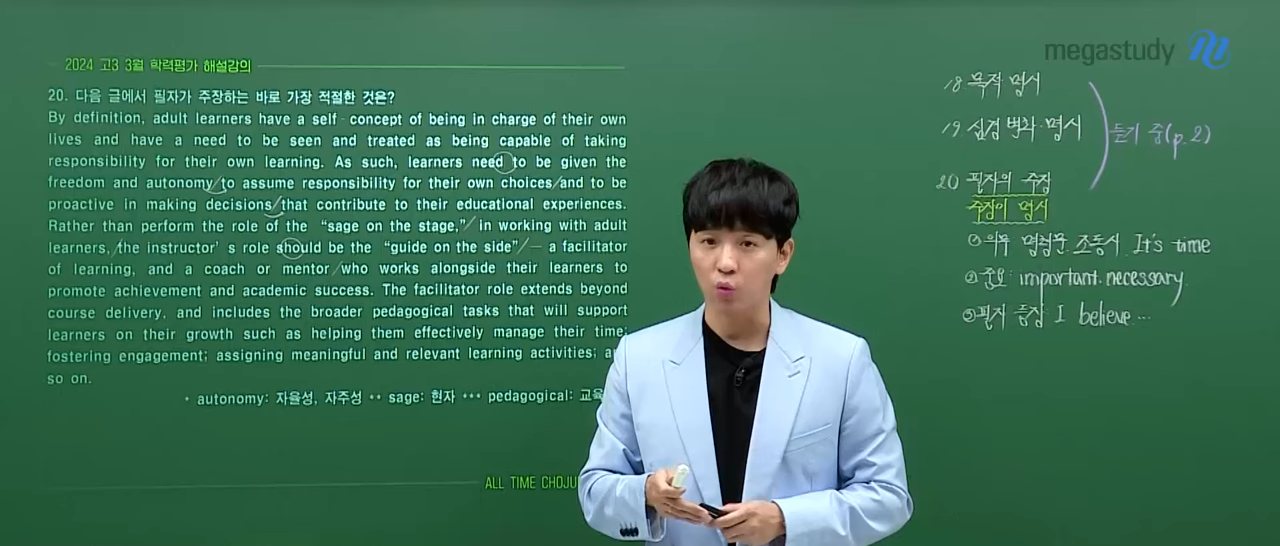 megastudy
2024 고3 3월 학력평가 해설강의
20. 다음 글에서 필자가 주장하는 바로 가장 적절한 것은?
By definition, adult learners have a self-concept of being in charge of their own
lives and have a need to be seen and treated as being capable of taking
responsibility for their own learning. As such, learners need to be given the
freedom and autonomy to assume responsibility for their own choices and to be
proactive in making decisions that contribute to their educational experiences.
Rather than perform the role of the “sage on the stage,” in working with adult
learners, the instructor’s role should be the “guide on the side” — a facilitator
of learning, and a coach or mentor who works alongside their learners to
promote achievement and academic success. The facilitator role extends beyond
course delivery, and includes the broader pedagogical tasks that will support
learners on their growth such as helping them effectively manage their time;
fostering engagement; assigning meaningful and relevant learning activities;
so on.
* autonomy: 자율성, 자주성 ** sage: 현자 *** pedagogical: 교육
ALL TIME
18 목적 명시
19 심경 변화 명시
듣기 중(p.2)
20 필자의 주장
주장이 명시
① 의무 명령문 조동사 It's time
② 중요: important necessary
③ 필자 등장 I believe ...